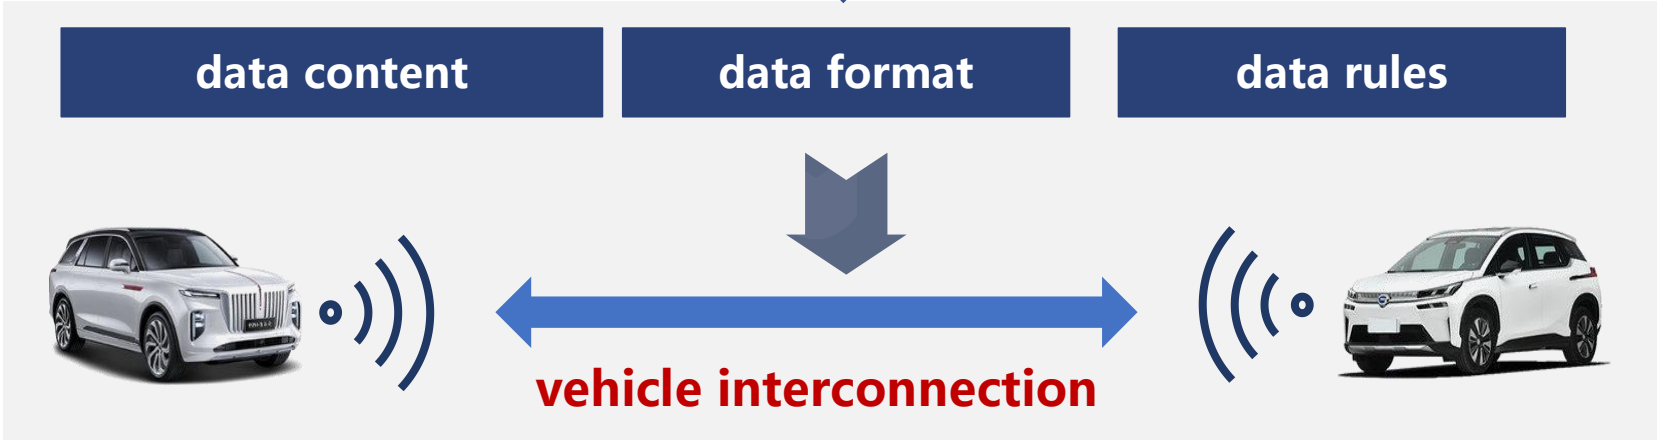 data content
data format
data rules
vehicle interconnection